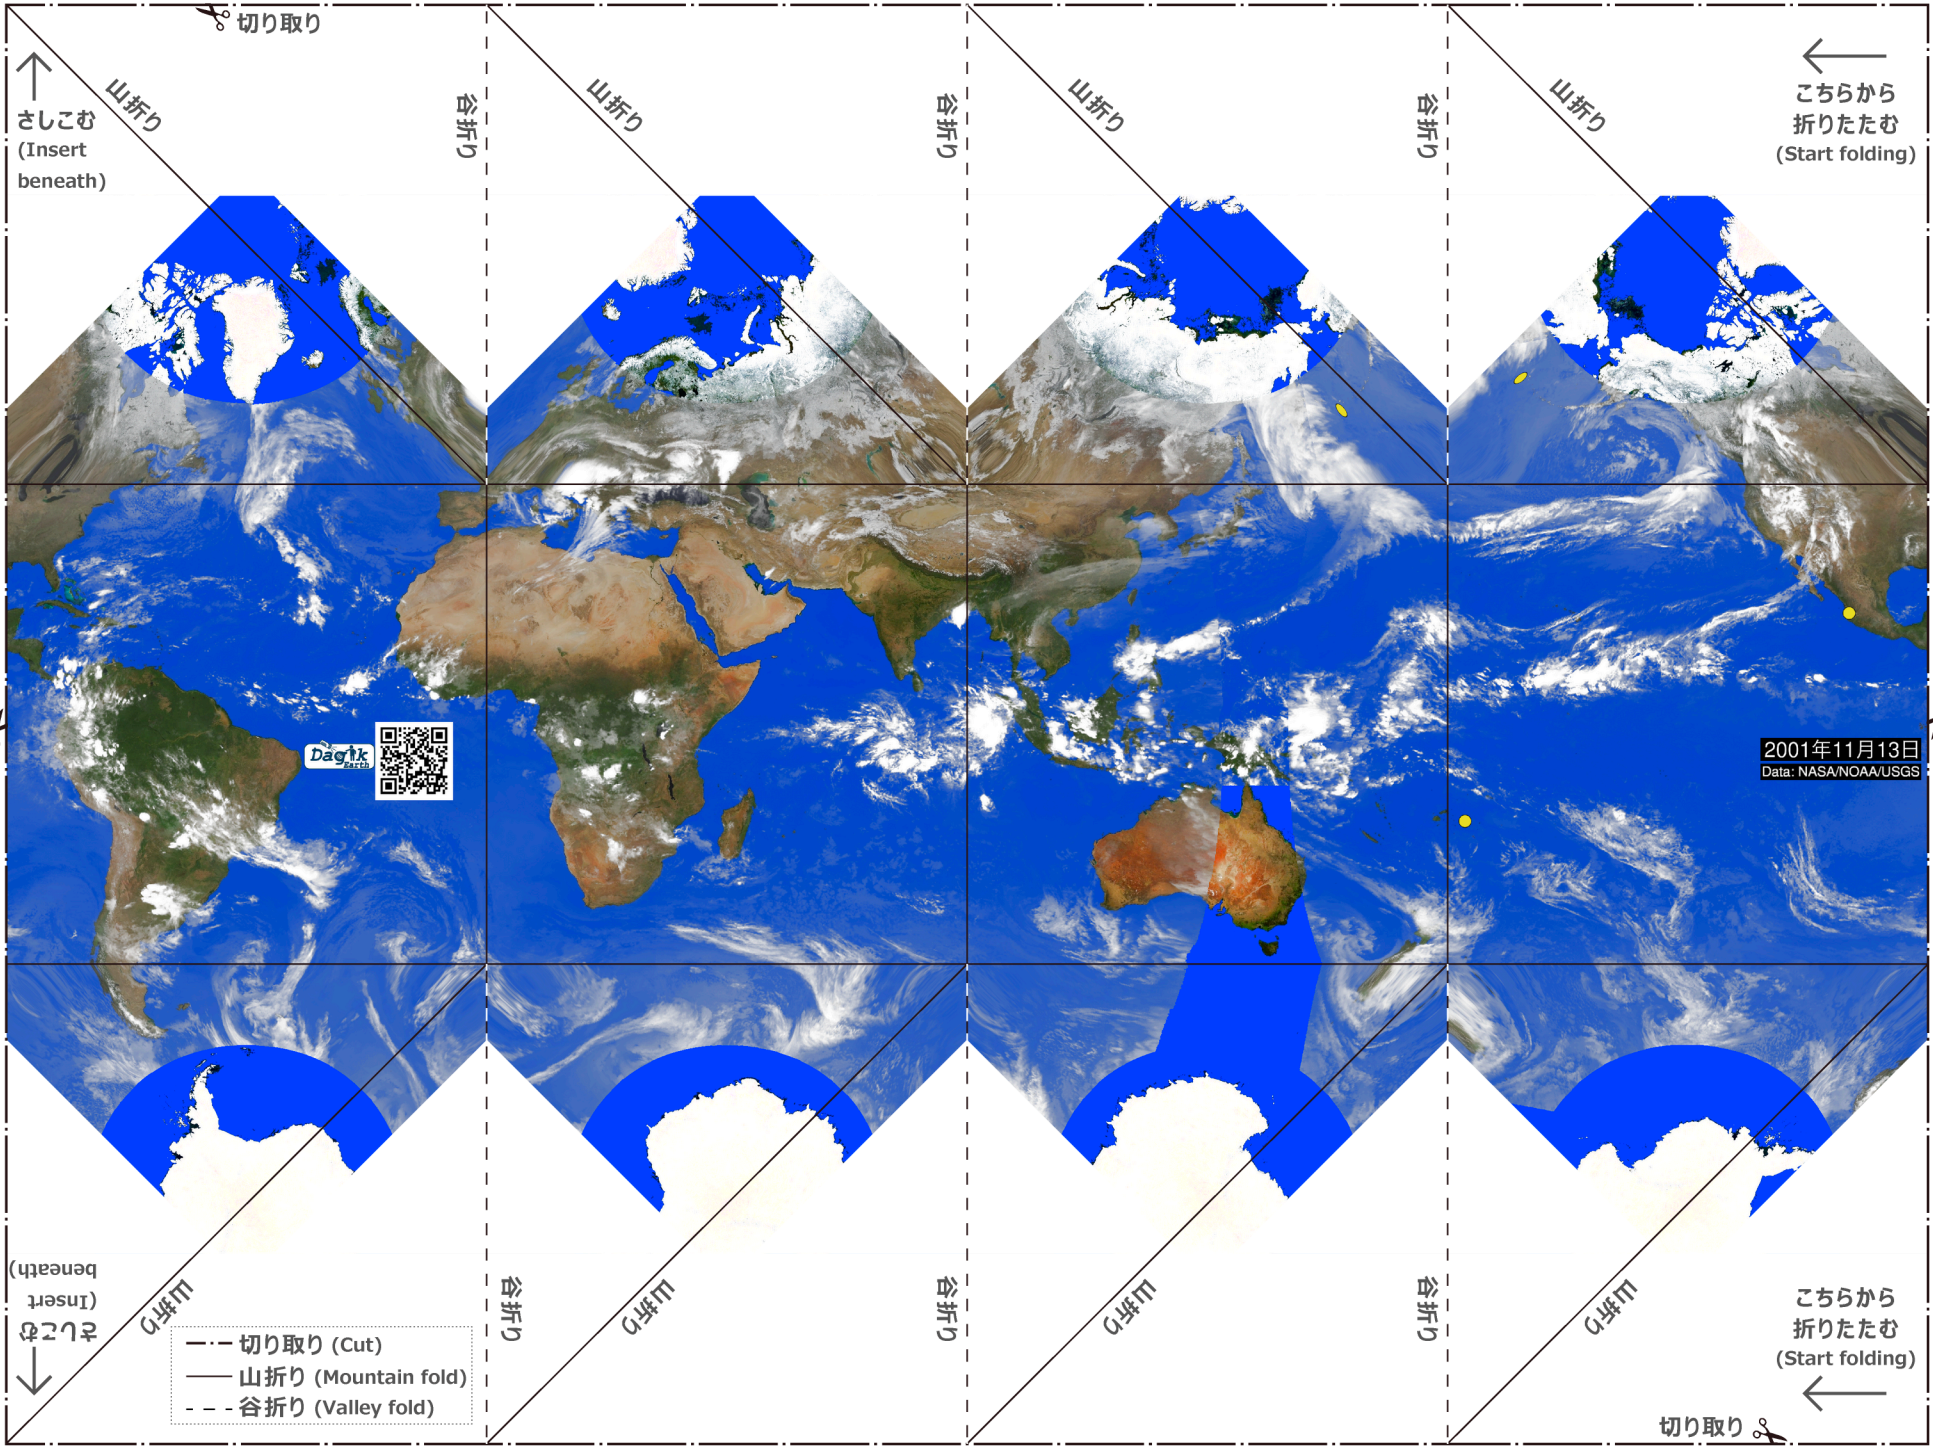 切り取り
山折り
谷折り
山折り
谷折り
山折り
谷折り
山折り
さしこむ
(Insert
beneath)
こちらから
折りたたむ
(Start folding)
Dagik
Earth
2001年11月13日
Data: NASA/NOAA/USGS
さしこむ
(Insert
beneath)
山折り
谷折り
山折り
谷折り
山折り
谷折り
山折り
切り取り (Cut)
山折り (Mountain fold)
谷折り (Valley fold)
こちらから
折りたたむ
(Start folding)
切り取り